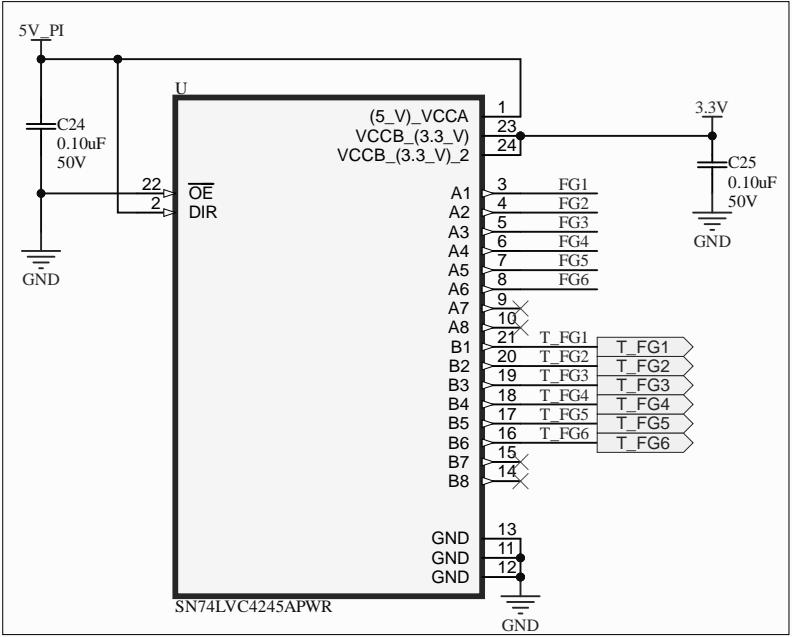 5V_PI
U
C24
0.10uF
50V
(5_V)_VCCA 1
VCCB_(3.3_V) 23
VCCB_(3.3_V)_2 24
3.3V
C25
0.10uF
50V
GND
22 OE
2 DIR
GND
A1 3 FG1
A2 4 FG2
A3 5 FG3
A4 6 FG4
A5 7 FG5
A6 8 FG6
A7 9
A8 10
B1 21 T_FG1 T_FG1
B2 20 T_FG2 T_FG2
B3 19 T_FG3 T_FG3
B4 18 T_FG4 T_FG4
B5 17 T_FG5 T_FG5
B6 16 T_FG6 T_FG6
B7 15
B8 14
GND 13
GND 11
GND 12
SN74LVC4245APWR
GND